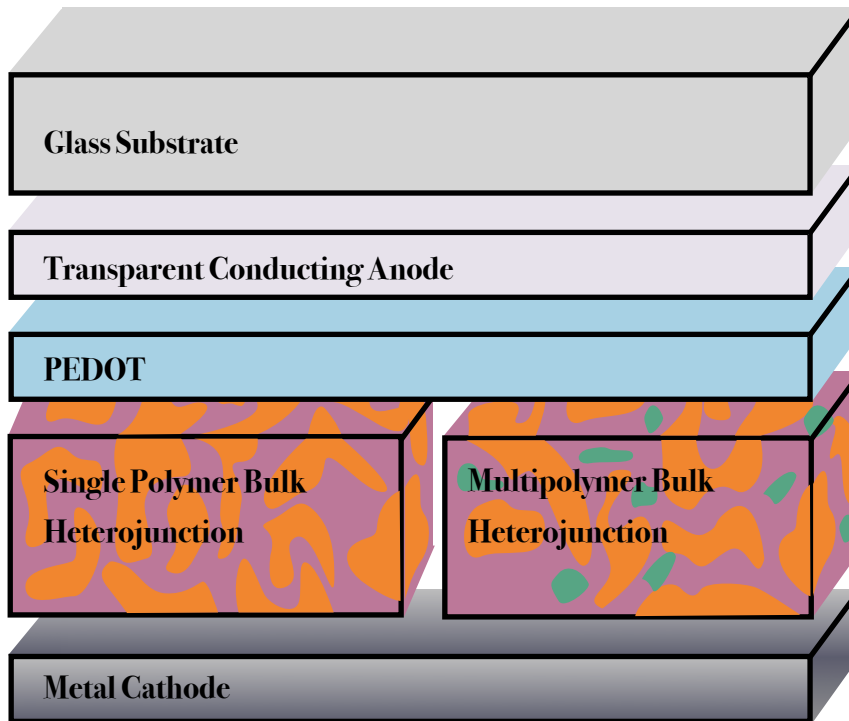 Glass Substrate
Transparent Conducting Anode
PEDOT
Single Polymer Bulk
Heterojunction
Multipolymer Bulk
Heterojunction
Metal Cathode